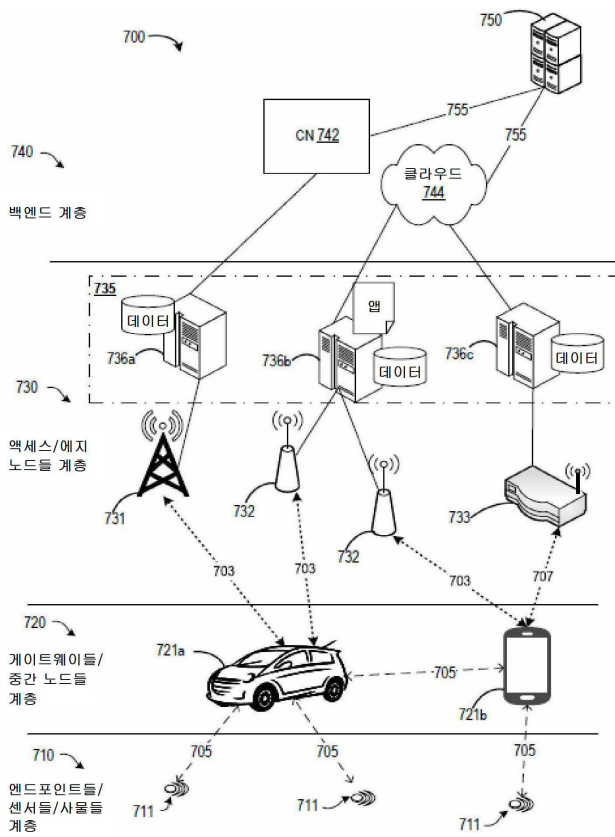 700
750
755
755
CN 742
740
클라우드
744
백엔드 계층
735
데이터
앱
데이터
데이터
736a
736b
736c
730
액세스/에지
노드들 계층
731
732
732
733
703
703
703
707
720
게이트웨이들/
중간 노드들
계층
721a
705
721b
710
705
705
705
엔드포인트들/
센서들/사물들
계층
711
711
711